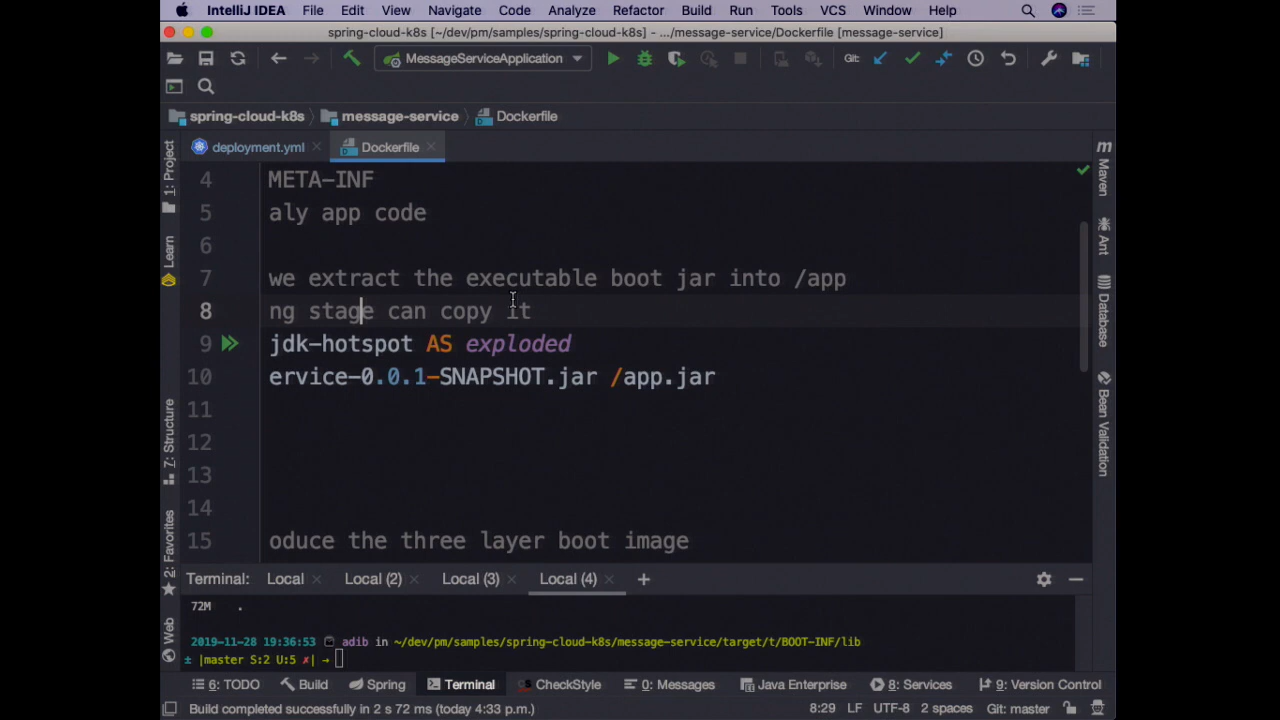 IntelliJ IDEA File Edit View Navigate Code Analyze Refactor Build Run Tools VCS Window Help
spring-cloud-k8s [~/dev/pm/samples/spring-cloud-k8s] - .../message-service/Dockerfile [message-service]
MessageServiceApplication Git:
spring-cloud-k8s message-service Dockerfile
deployment.yml Dockerfile
1: Project
Learn
7: Structure
2: Favorites
Web
4 META-INF
5 aly app code
6
7 we extract the executable boot jar into /app
8 ng stage can copy it
9 jdk-hotspot AS exploded
10 ervice-0.0.1-SNAPSHOT.jar /app.jar
11
12
13
14
15 oduce the three layer boot image
m
Maven
Ant
Database
Bean Validation
Terminal: Local Local (2) Local (3) Local (4) +
72M .
2019-11-28 19:36:53 adib in ~/dev/pm/samples/spring-cloud-k8s/message-service/target/t/BOOT-INF/lib
± |master S:2 U:5 ✗| →
6: TODO Build Spring Terminal CheckStyle 0: Messages Java Enterprise 8: Services 9: Version Control
Build completed successfully in 2 s 72 ms (today 4:33 p.m.) 8:29 LF UTF-8 2 spaces Git: master